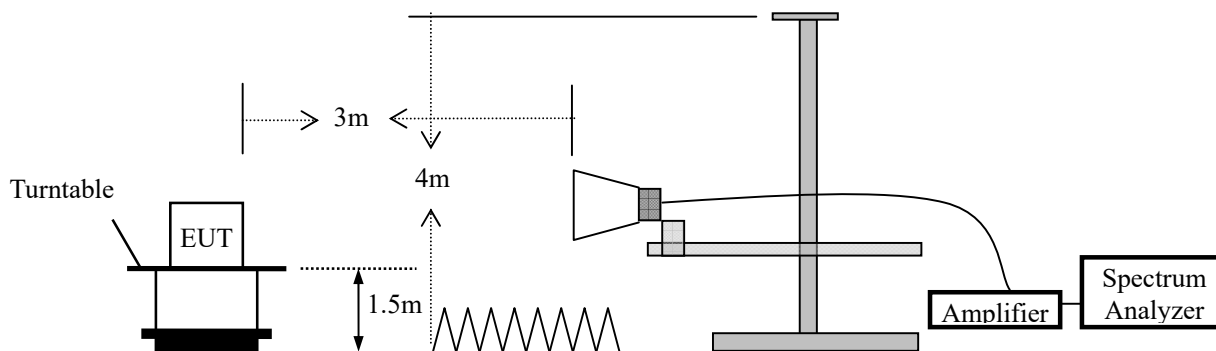 3m
4m
Turntable
EUT
1.5m
Amplifier
Spectrum
Analyzer